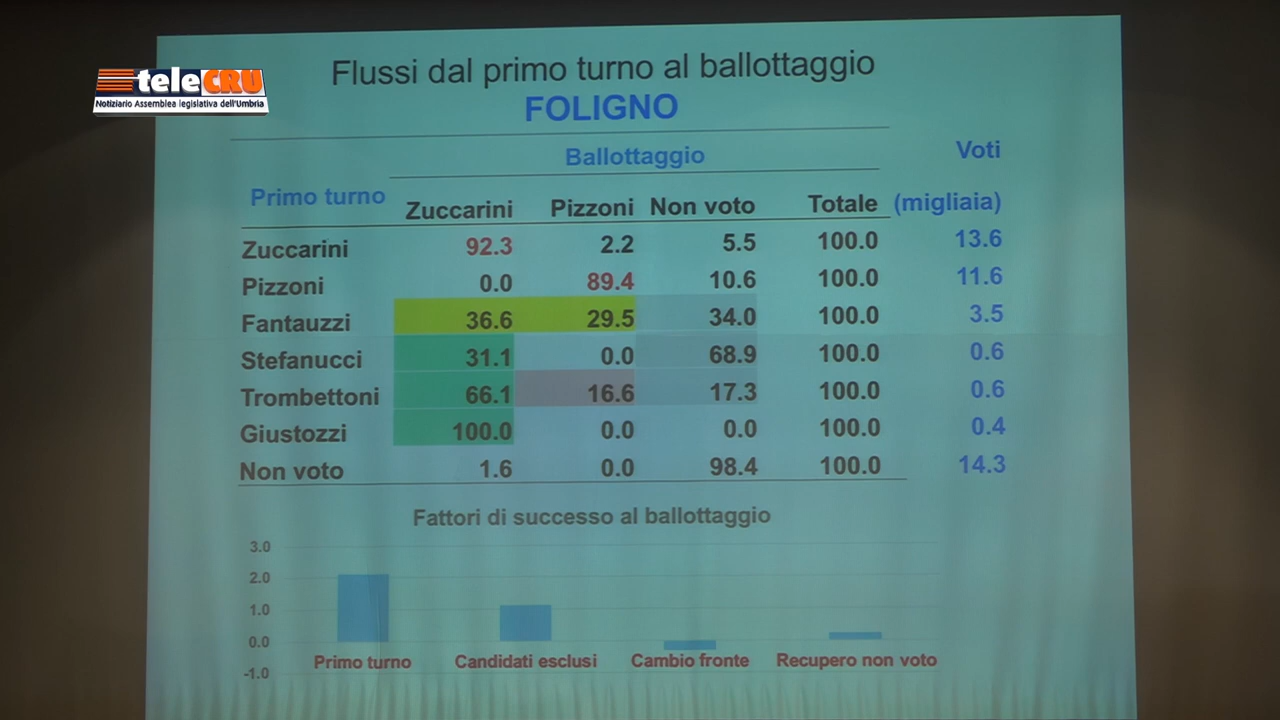 teleCRU
Notiziario Assemblea legislativa dell'Umbria
Flussi dal primo turno al ballottaggio
FOLIGNO
Ballottaggio Voti
Primo turno Zuccarini Pizzoni Non voto Totale (migliaia)
Zuccarini 92.3 2.2 5.5 100.0 13.6
Pizzoni 0.0 89.4 10.6 100.0 11.6
Fantauzzi 36.6 29.5 34.0 100.0 3.5
Stefanucci 31.1 0.0 68.9 100.0 0.6
Trombettoni 66.1 16.6 17.3 100.0 0.6
Giustozzi 100.0 0.0 0.0 100.0 0.4
Non voto 1.6 0.0 98.4 100.0 14.3
Fattori di successo al ballottaggio
3.0
2.0
1.0
0.0
-1.0
Primo turno Candidati esclusi Cambio fronte Recupero non voto